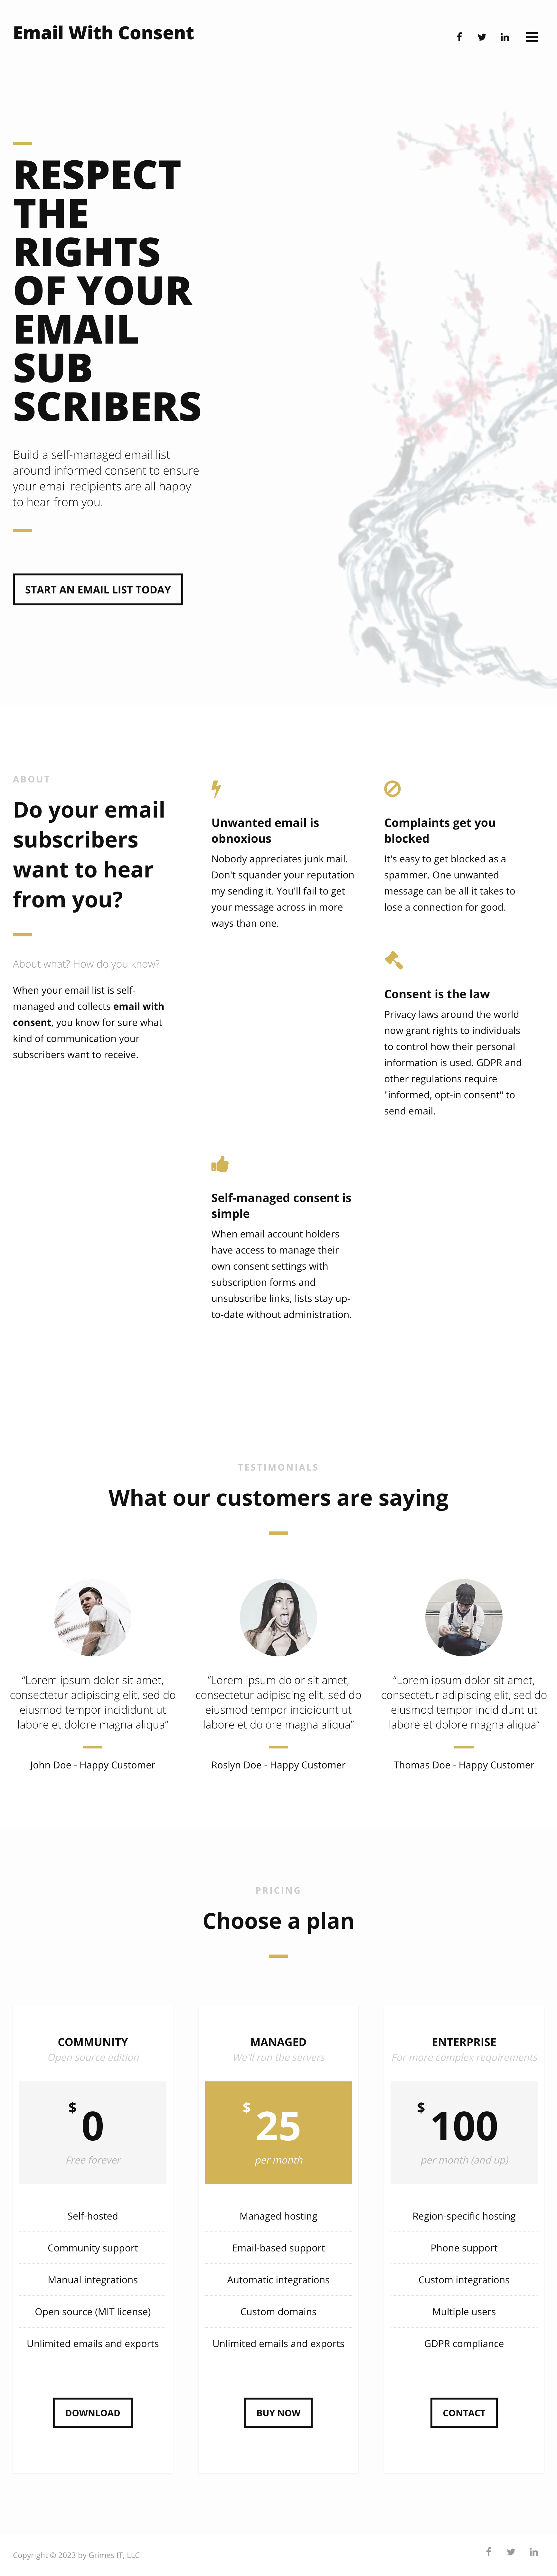 Email With Consent
RESPECT
THE
RIGHTS
OF YOUR
EMAIL
SUB
SCRIBERS
Build a self-managed email list
around informed consent to ensure
your email recipients are all happy
to hear from you.
START AN EMAIL LIST TODAY
ABOUT
Do your email
subscribers
want to hear
from you?
About what? How do you know?
When your email list is self-
managed and collects email with
consent, you know for sure what
kind of communication your
subscribers want to receive.
Unwanted email is
obnoxious
Nobody appreciates junk mail.
Don't squander your reputation
my sending it. You'll fail to get
your message across in more
ways than one.
Complaints get you
blocked
It's easy to get blocked as a
spammer. One unwanted
message can be all it takes to
lose a connection for good.
Consent is the law
Privacy laws around the world
now grant rights to individuals
to control how their personal
information is used. GDPR and
other regulations require
"informed, opt-in consent" to
send email.
Self-managed consent is
simple
When email account holders
have access to manage their
own consent settings with
subscription forms and
unsubscribe links, lists stay up-
to-date without administration.
TESTIMONIALS
What our customers are saying
“Lorem ipsum dolor sit amet,
consectetur adipiscing elit, sed do
eiusmod tempor incididunt ut
labore et dolore magna aliqua”
John Doe - Happy Customer
“Lorem ipsum dolor sit amet,
consectetur adipiscing elit, sed do
eiusmod tempor incididunt ut
labore et dolore magna aliqua”
Roslyn Doe - Happy Customer
“Lorem ipsum dolor sit amet,
consectetur adipiscing elit, sed do
eiusmod tempor incididunt ut
labore et dolore magna aliqua”
Thomas Doe - Happy Customer
PRICING
Choose a plan
COMMUNITY
Open source edition
$ 0
Free forever
Self-hosted
Community support
Manual integrations
Open source (MIT license)
Unlimited emails and exports
DOWNLOAD
MANAGED
We'll run the servers
$ 25
per month
Managed hosting
Email-based support
Automatic integrations
Custom domains
Unlimited emails and exports
BUY NOW
ENTERPRISE
For more complex requirements
$ 100
per month (and up)
Region-specific hosting
Phone support
Custom integrations
Multiple users
GDPR compliance
CONTACT
Copyright © 2023 by Grimes IT, LLC